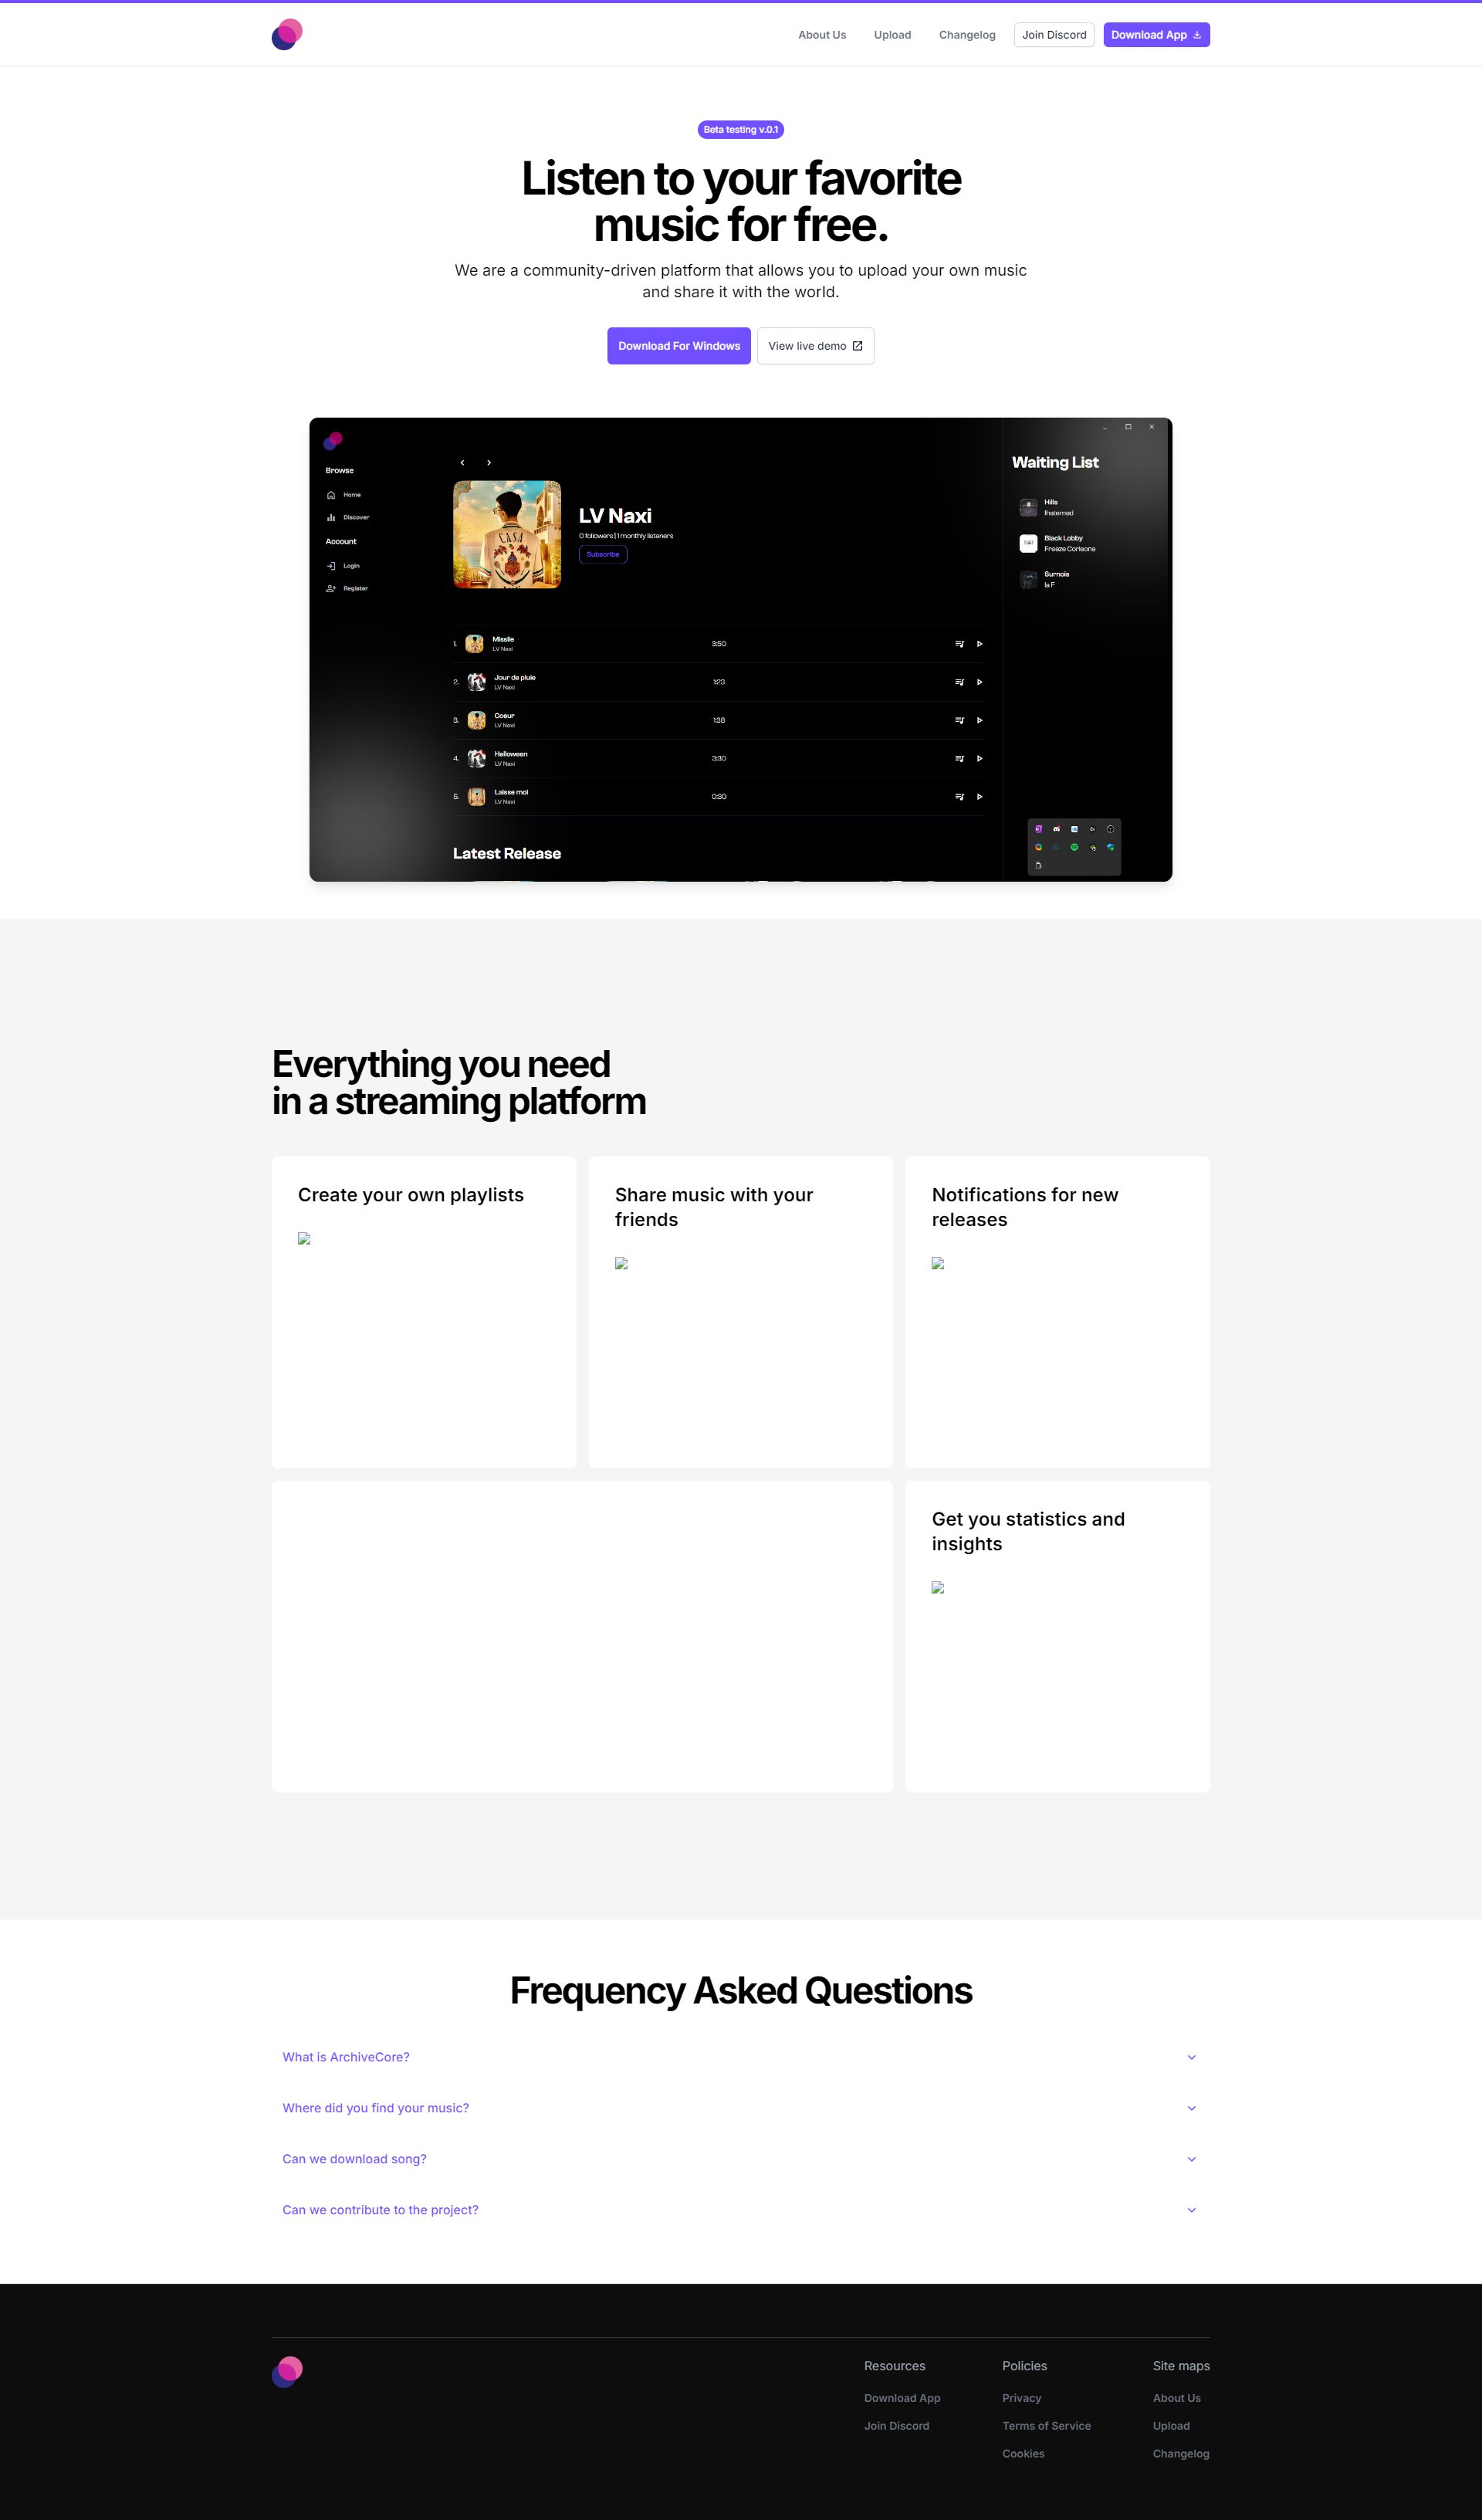 About Us
Upload
Changelog
Join Discord
Download App
Beta testing v.0.1
Listen to your favorite
music for free.
We are a community-driven platform that allows you to upload your own music
and share it with the world.
Download For Windows
View live demo
Browse
Home
Discover
Account
Login
Register
LV Naxi
0 followers | 1 monthly listeners
Subscribe
1.
Missile
LV Naxi
3:50
2.
Jour de pluie
LV Naxi
1:23
3.
Coeur
LV Naxi
1:38
4.
Halloween
LV Naxi
3:30
5.
Laisse moi
LV Naxi
0:30
Latest Release
Waiting List
Hills
Ihatemed
Black Lobby
Freeze Corleone
Surnois
la F
Everything you need
in a streaming platform
Create your own playlists
Share music with your
friends
Notifications for new
releases
Get you statistics and
insights
Frequency Asked Questions
What is ArchiveCore?
Where did you find your music?
Can we download song?
Can we contribute to the project?
Resources
Download App
Join Discord
Policies
Privacy
Terms of Service
Cookies
Site maps
About Us
Upload
Changelog